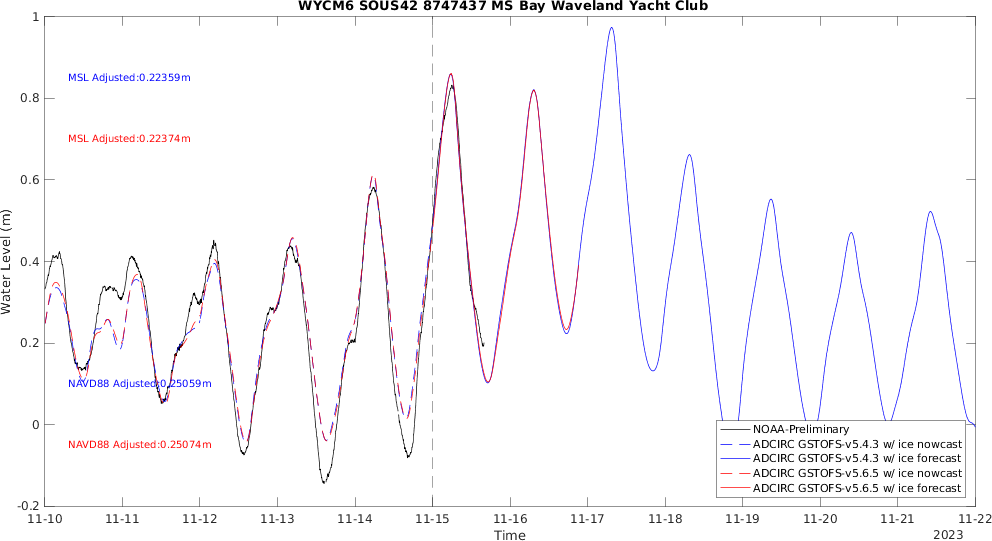 WYCM6 SOUS42 8747437 MS Bay Waveland Yacht Club
Water Level (m)
1
0.8
0.6
0.4
0.2
0
-0.2
MSL Adjusted:0.22359m
MSL Adjusted:0.22374m
NAVD88 Adjusted:0.25059m
NAVD88 Adjusted:0.25074m
NOAA-Preliminary
ADCIRC GSTOFS-v5.4.3 w/ ice nowcast
ADCIRC GSTOFS-v5.4.3 w/ ice forecast
ADCIRC GSTOFS-v5.6.5 w/ ice nowcast
ADCIRC GSTOFS-v5.6.5 w/ ice forecast
11-10 11-11 11-12 11-13 11-14 11-15 11-16 11-17 11-18 11-19 11-20 11-21 11-22
Time
2023